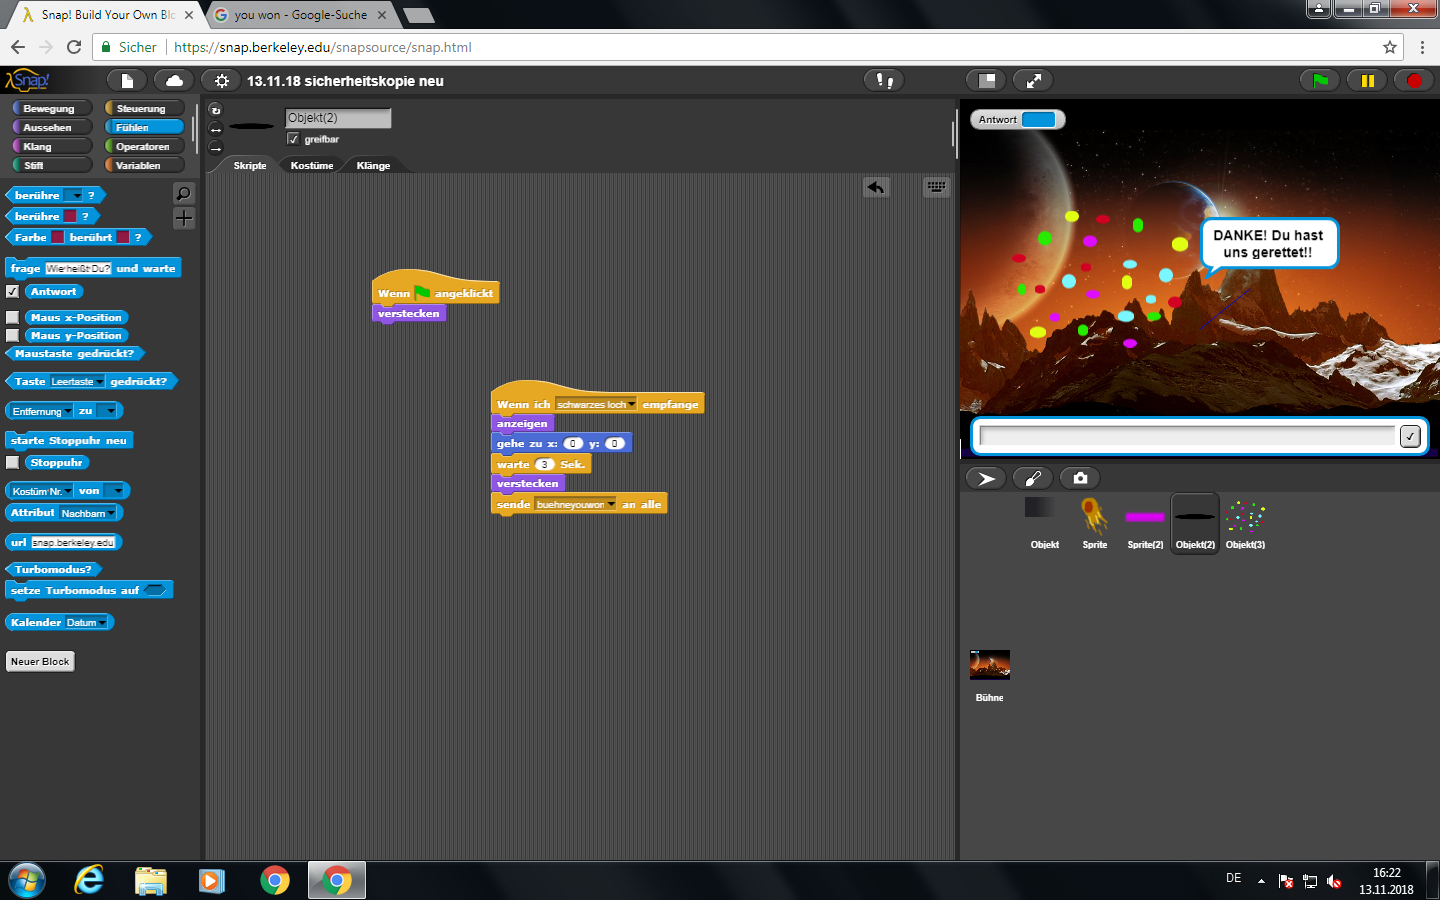 Snap! Build Your Own Blo
you won - Google-Suche
Sicher
https://snap.berkeley.edu/snapsource/snap.html
Snap!
13.11.18 sicherheitskopie neu
Bewegung
Steuerung
Aussehen
Fühlen
Klang
Operatoren
Stift
Variablen
berühre ?
berühre ?
Farbe berührt ?
frage Wie heißt Du? und warte
Antwort
Maus x-Position
Maus y-Position
Maustaste gedrückt?
Taste Leertaste gedrückt?
Entfernung zu
starte Stoppuhr neu
Stoppuhr
Kostüm Nr. von
Attribut Nachbarn
url snap.berkeley.edu
Turbomodus?
setze Turbomodus auf
Kalender Datum
Neuer Block
Objekt(2)
greifbar
Skripte
Kostüme
Klänge
Wenn angeklickt
verstecken
Wenn ich schwarzes loch empfange
anzeigen
gehe zu x: 0 y: 0
warte 3 Sek.
verstecken
sende buehneyouwon an alle
Antwort
DANKE! Du hast
uns gerettet!!
Objekt
Sprite
Sprite(2)
Objekt(2)
Objekt(3)
Bühne
DE
16:22
13.11.2018